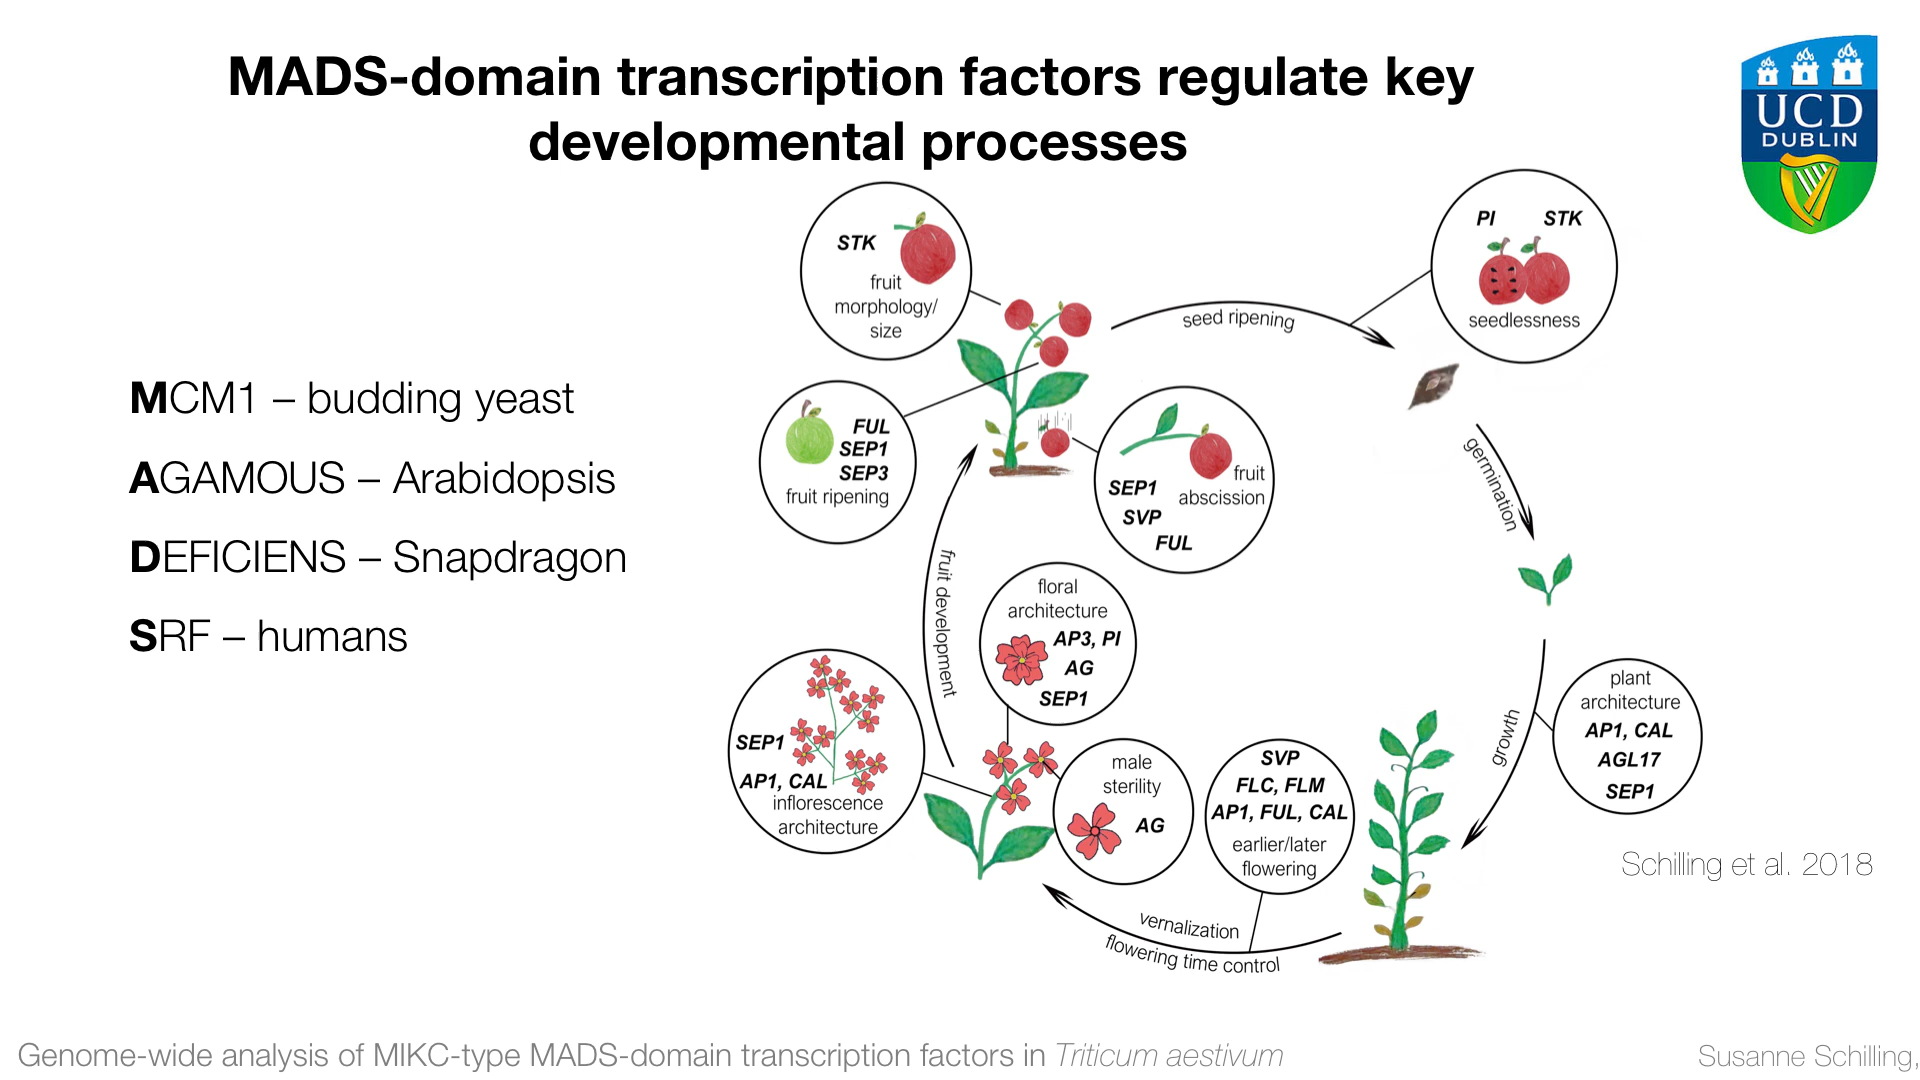 MADS-domain transcription factors regulate key
developmental processes
UCD
DUBLIN
MCM1 – budding yeast
AGAMOUS – Arabidopsis
DEFICIENS – Snapdragon
SRF – humans
STK
fruit
morphology/
size
seed ripening
PI STK
seedlessness
FUL
SEP1
SEP3
fruit ripening
fruit
abscission
SEP1
SVP
FUL
germination
fruit development
floral
architecture
AP3, PI
AG
SEP1
plant
architecture
AP1, CAL
AGL17
SEP1
growth
SEP1
AP1, CAL
inflorescence
architecture
male
sterility
AG
SVP
FLC, FLM
AP1, FUL, CAL
earlier/later
flowering
vernalization
flowering time control
Schilling et al. 2018
Genome-wide analysis of MIKC-type MADS-domain transcription factors in Triticum aestivum
Susanne Schilling,